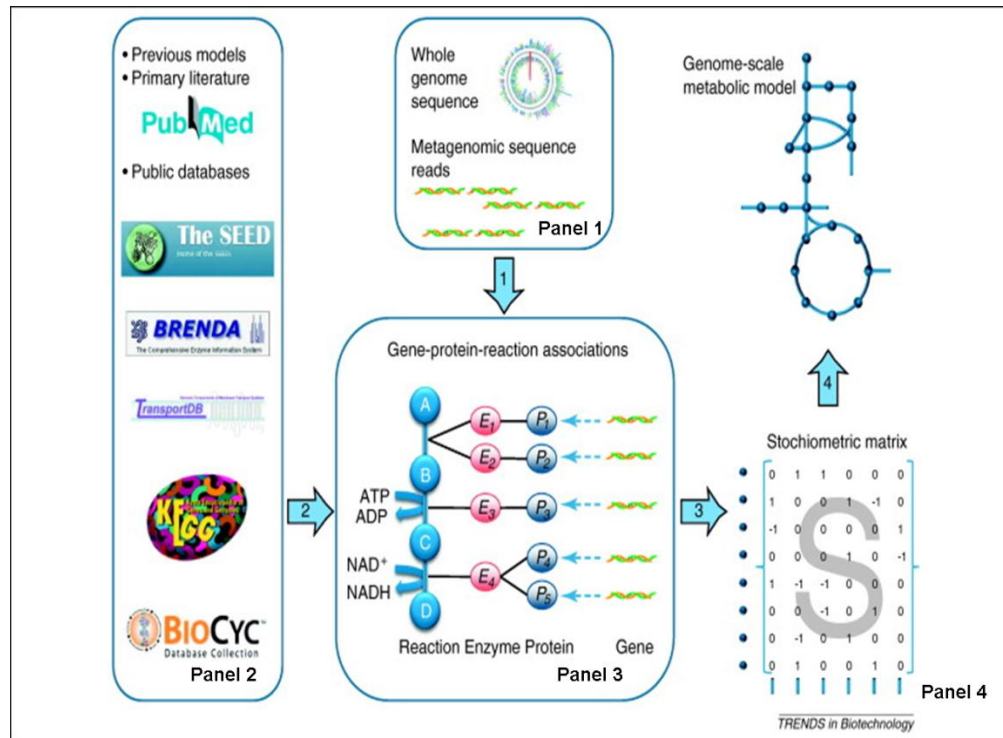 • Previous models
• Primary literature
PubMed
• Public databases
The SEED
BRENDA
The Comprehensive Enzyme Information System
TransportDB
KEGG
BIOCYC™
Database Collection
Panel 2
Whole
genome
sequence
Metagenomic sequence
reads
Panel 1
1
2
Gene-protein-reaction associations
A
E1 P1
E2 P2
B
ATP
ADP
E3 P3
C
NAD+
NADH
E4
P4
P5
D
Reaction Enzyme Protein Gene
Panel 3
3
Genome-scale
metabolic model
4
Stochiometric matrix
S
0 1 1 0 0 0
1 0 0 1 -1 0
-1 0 0 0 0 1
0 0 0 1 0 -1
1 -1 -1 0 0 0
0 0 -1 0 1 0
0 -1 0 1 0 0
0 1 0 0 1 0
Panel 4
TRENDS in Biotechnology